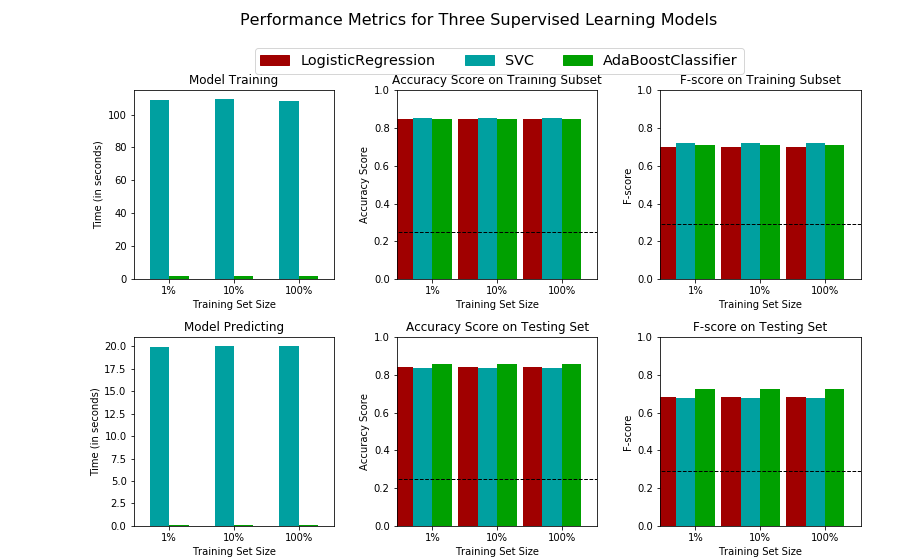 Performance Metrics for Three Supervised Learning Models
LogisticRegression SVC AdaBoostClassifier
Model Training
Time (in seconds)
100
80
60
40
20
0
1% 10% 100%
Training Set Size
Accuracy Score on Training Subset
Accuracy Score
1.0
0.8
0.6
0.4
0.2
0.0
1% 10% 100%
Training Set Size
F-score on Training Subset
F-score
1.0
0.8
0.6
0.4
0.2
0.0
1% 10% 100%
Training Set Size
Model Predicting
Time (in seconds)
20.0
17.5
15.0
12.5
10.0
7.5
5.0
2.5
0.0
1% 10% 100%
Training Set Size
Accuracy Score on Testing Set
Accuracy Score
1.0
0.8
0.6
0.4
0.2
0.0
1% 10% 100%
Training Set Size
F-score on Testing Set
F-score
1.0
0.8
0.6
0.4
0.2
0.0
1% 10% 100%
Training Set Size